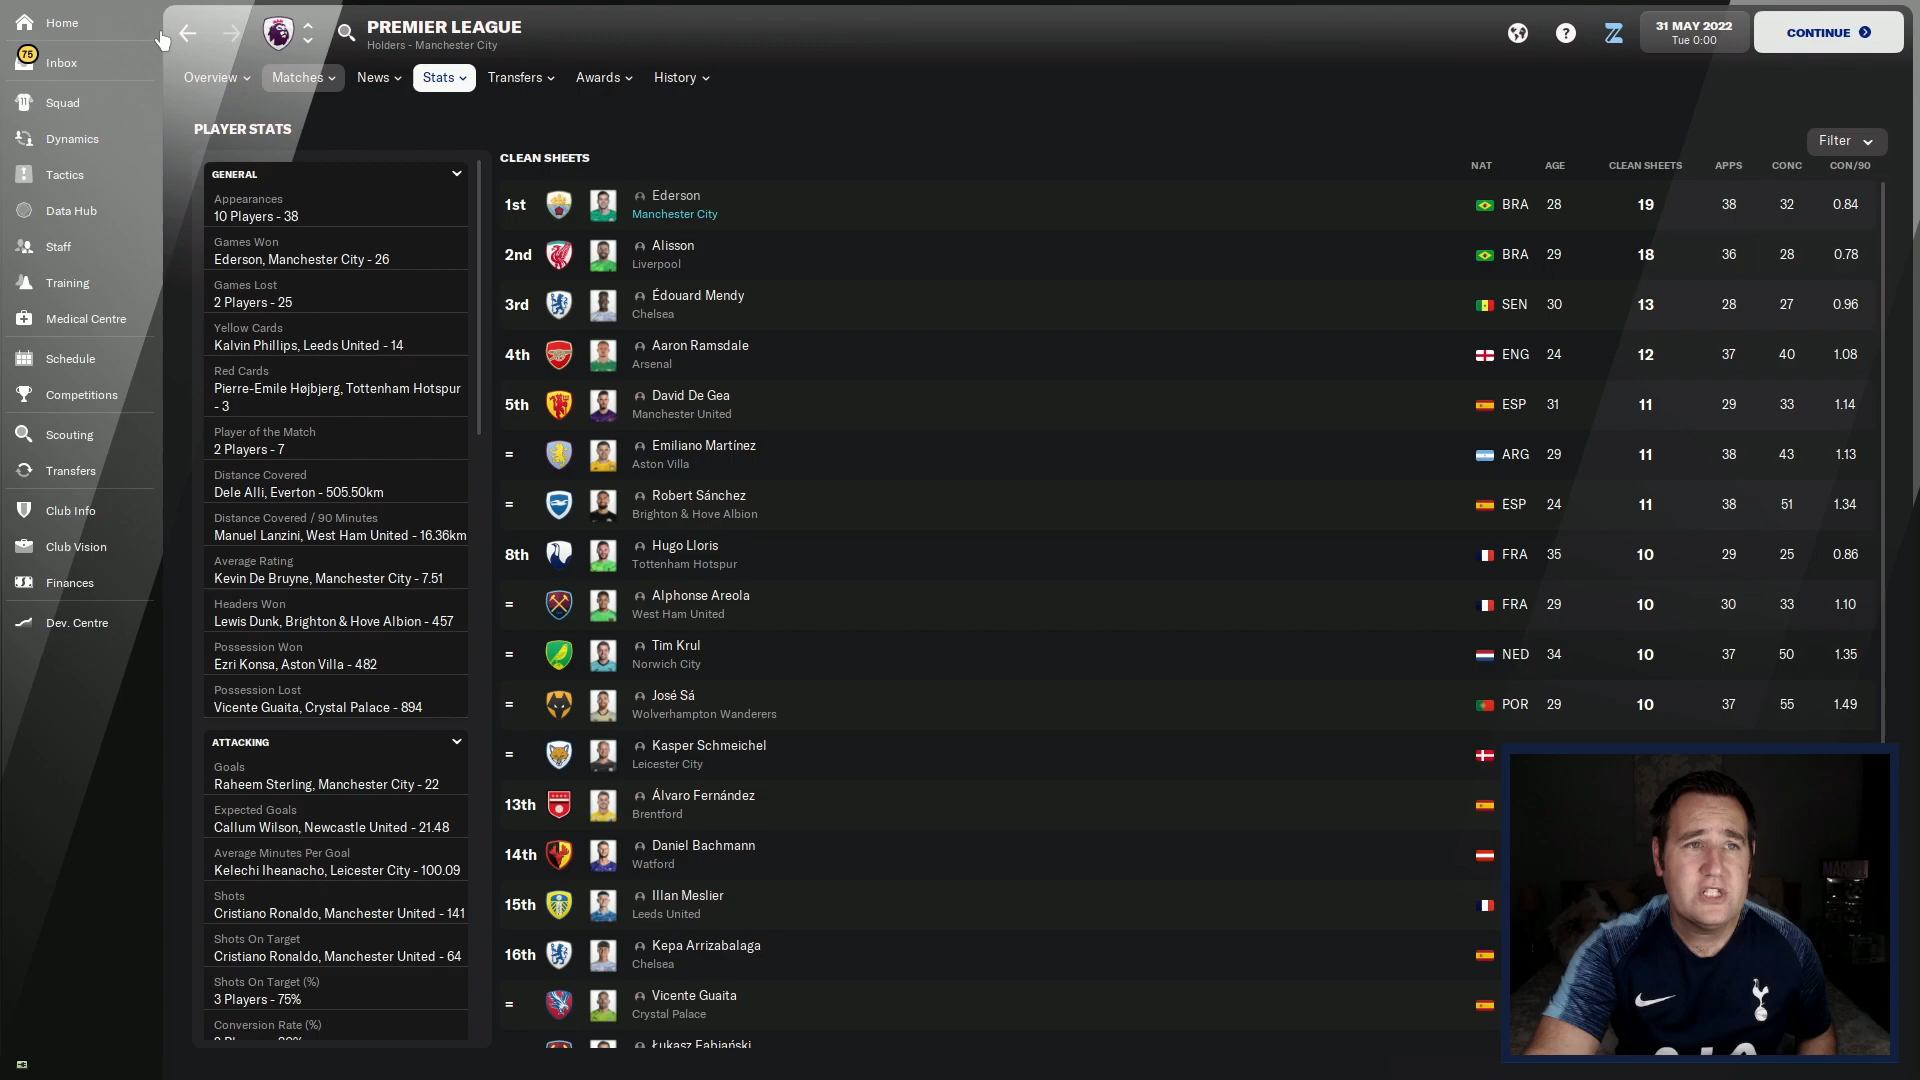 Home
75
Inbox
Squad
Dynamics
Tactics
Data Hub
Staff
Training
Medical Centre
Schedule
Competitions
Scouting
Transfers
Club Info
Club Vision
Finances
Dev. Centre
PREMIER LEAGUE
Holders - Manchester City
31 MAY 2022
Tue 0:00
CONTINUE
Overview Matches News Stats Transfers Awards History
PLAYER STATS
Filter
GENERAL
Appearances
10 Players - 38
Games Won
Ederson, Manchester City - 26
Games Lost
2 Players - 25
Yellow Cards
Kalvin Phillips, Leeds United - 14
Red Cards
Pierre-Emile Højbjerg, Tottenham Hotspur
- 3
Player of the Match
2 Players - 7
Distance Covered
Dele Alli, Everton - 505.50km
Distance Covered / 90 Minutes
Manuel Lanzini, West Ham United - 16.36km
Average Rating
Kevin De Bruyne, Manchester City - 7.51
Headers Won
Lewis Dunk, Brighton & Hove Albion - 457
Possession Won
Ezri Konsa, Aston Villa - 482
Possession Lost
Vicente Guaita, Crystal Palace - 894
ATTACKING
Goals
Raheem Sterling, Manchester City - 22
Expected Goals
Callum Wilson, Newcastle United - 21.48
Average Minutes Per Goal
Kelechi Iheanacho, Leicester City - 100.09
Shots
Cristiano Ronaldo, Manchester United - 141
Shots On Target
Cristiano Ronaldo, Manchester United - 64
Shots On Target (%)
3 Players - 75%
Conversion Rate (%)
CLEAN SHEETS
NAT AGE CLEAN SHEETS APPS CONC CON/90
1st Ederson BRA 28 19 38 32 0.84
Manchester City
2nd Alisson BRA 29 18 36 28 0.78
Liverpool
3rd Édouard Mendy SEN 30 13 28 27 0.96
Chelsea
4th Aaron Ramsdale ENG 24 12 37 40 1.08
Arsenal
5th David De Gea ESP 31 11 29 33 1.14
Manchester United
= Emiliano Martínez ARG 29 11 38 43 1.13
Aston Villa
= Robert Sánchez ESP 24 11 38 51 1.34
Brighton & Hove Albion
8th Hugo Lloris FRA 35 10 29 25 0.86
Tottenham Hotspur
= Alphonse Areola FRA 29 10 30 33 1.10
West Ham United
= Tim Krul NED 34 10 37 50 1.35
Norwich City
= José Sá POR 29 10 37 55 1.49
Wolverhampton Wanderers
= Kasper Schmeichel
Leicester City
13th Álvaro Fernández
Brentford
14th Daniel Bachmann
Watford
15th Illan Meslier
Leeds United
16th Kepa Arrizabalaga
Chelsea
= Vicente Guaita
Crystal Palace
Łukasz Fabiański